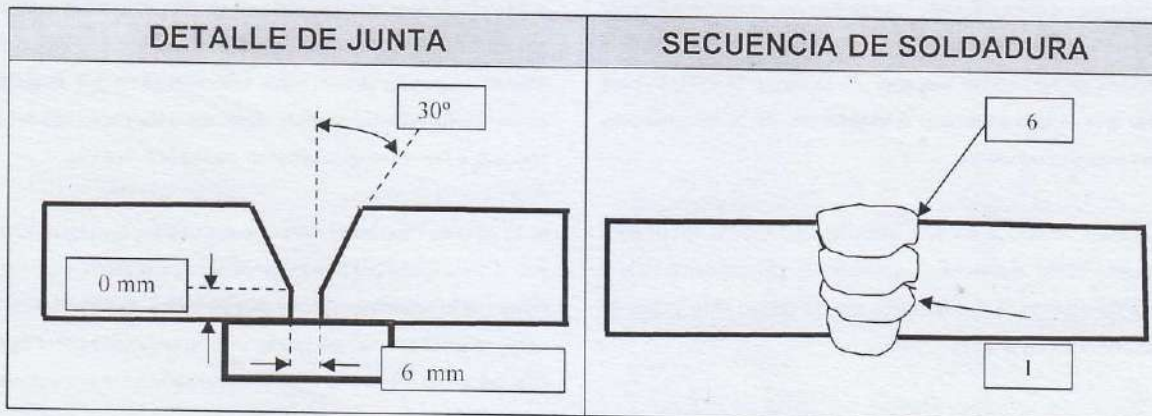 DETALLE DE JUNTA
SECUENCIA DE SOLDADURA
30º
6
0 mm
6 mm
1